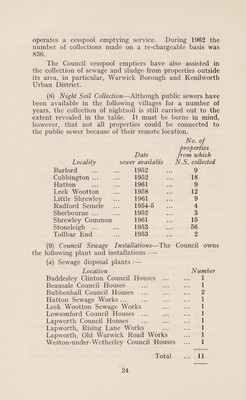 operates a cesspool emptying service. During 1962 the
number of collections made on a re-chargeable basis was
836.
The Council cesspool emptiers have also assisted in
the collection of sewage and sludge from properties outside
its area, in particular, Warwick Borough and Kenilworth
Urban District.
(8) Night Soil Collection—Although public sewers have
been available in the following villages for a number of
years, the collection of nightsoil is still carried out to the
extent revealed in the table. It must be borne in mind,
however, that not all properties could be connected to
the public sewer because of their remote location.
No. of
properties
Date from which
Locality sewer available N.S. collected
Barford ... ... 1952 ... 9
Cubbington ... ... 1952 ... 18
Hatton ... ... 1961 ... 9
Leek Wootton ... 1958 ... 12
Little Shrewley ... 1961 ... 9
Radford Semele ... 1954-5 ... 4
Sherbourne ... ... 1952 ... 3
Shrewley Common 1961 ... 15
Stoneleigh ... ... 1953 ... 56
Tollbar End ... 1953 ... 2
(9) Council Sewage Installations—The Council owns
the following plant and installations :—
(a) Sewage disposal plants :—
Location Number
Baddesley Clinton Council Houses ... ... 1
Beausale Council Houses ... ... ... 1
Bubbenhall Council Houses ... ... ... 2
Hatton Sewage Works ... ... ... ... 1
Leek Wootton Sewage Works ... ... 1
Lowsonford Council Houses ... ... ... 1
Lapworth Council Houses ... ... ... 1
Lapworth, Rising Lane Works ... ... 1
Lapworth, Old Warwick Road Works ... 1
Weston-under-Wetherley Council Houses ... 1
Total ... 11
24